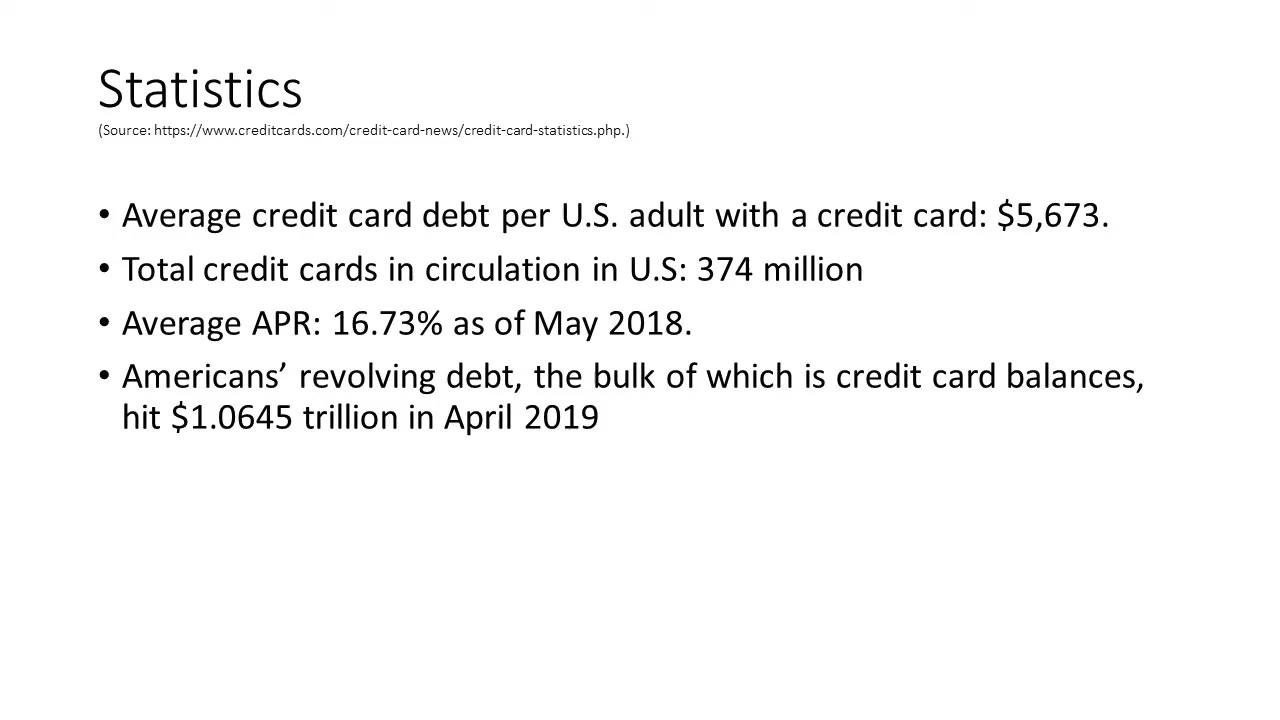 Statistics
(Source: https://www.creditcards.com/credit-card-news/credit-card-statistics.php.)
• Average credit card debt per U.S. adult with a credit card: $5,673.
• Total credit cards in circulation in U.S: 374 million
• Average APR: 16.73% as of May 2018.
• Americans’ revolving debt, the bulk of which is credit card balances,
hit $1.0645 trillion in April 2019